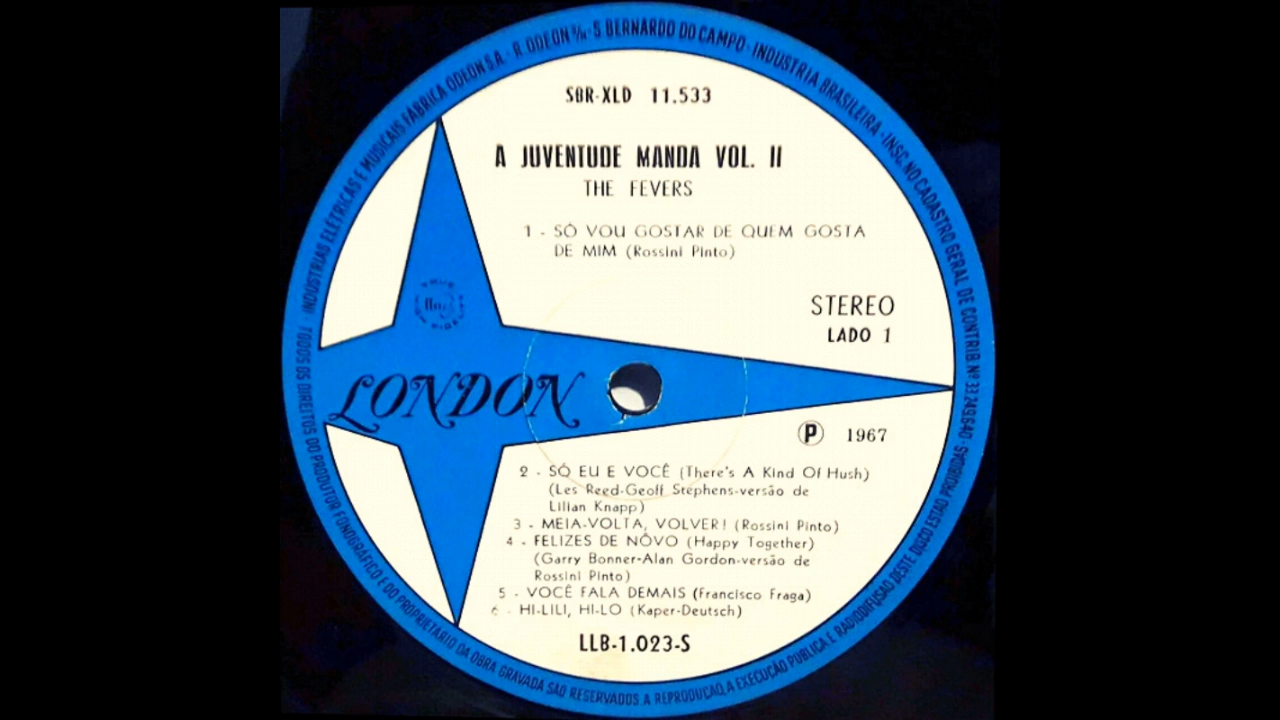 INDÚSTRIAS ELÉTRICAS E MUSICAIS FÁBRICA ODEON S.A. · R. ODEON S/N · S BERNARDO DO CAMPO · INDUSTRIA BRASILEIRA · INSC. NO CADASTRO GERAL DE CONTRIB. Nº 33.249.640
SBR-XLD 11.533
A JUVENTUDE MANDA VOL. II
THE FEVERS
1 - SÓ VOU GOSTAR DE QUEM GOSTA
DE MIM (Rossini Pinto)
STEREO
LADO 1
LONDON
P 1967
2 - SÓ EU E VOCÊ (There's A Kind Of Hush)
(Les Reed-Geoff Stephens-versão de
Lilian Knapp)
3 - MEIA-VOLTA, VOLVER! (Rossini Pinto)
4 - FELIZES DE NÔVO (Happy Together)
(Garry Bonner-Alan Gordon-versão de
Rossini Pinto)
5 - VOCÊ FALA DEMAIS (Francisco Fraga)
6 - HI-LILI, HI-LO (Kaper-Deutsch)
LLB-1.023-S
TODOS OS DIREITOS DO PRODUTOR FONOGRÁFICO E DO PROPRIETÁRIO DA OBRA GRAVADA SÃO RESERVADOS. A REPRODUÇÃO, A EXECUÇÃO PÚBLICA E RADIODIFUSÃO DESTE DISCO ESTÃO PROIBIDAS